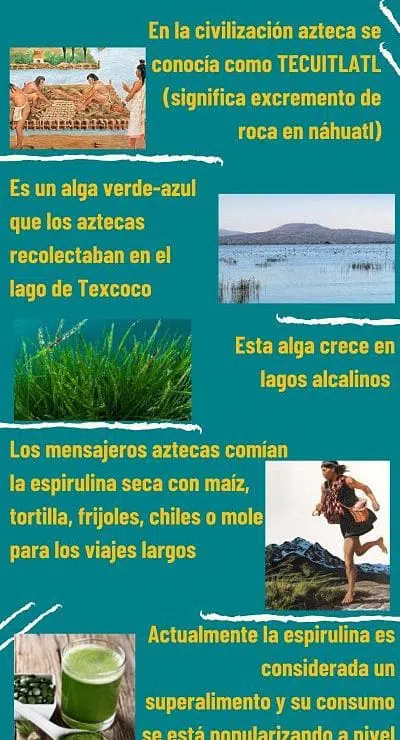 En la civilización azteca se
conocía como TECUITLATL
(significa excremento de
roca en náhuatl)
Es un alga verde-azul
que los aztecas
recolectaban en el
lago de Texcoco
Esta alga crece en
lagos alcalinos
Los mensajeros aztecas comían
la espirulina seca con maíz,
tortilla, frijoles, chiles o mole
para los viajes largos
Actualmente la espirulina es
considerada un
superalimento y su consumo
se está popularizando a nivel